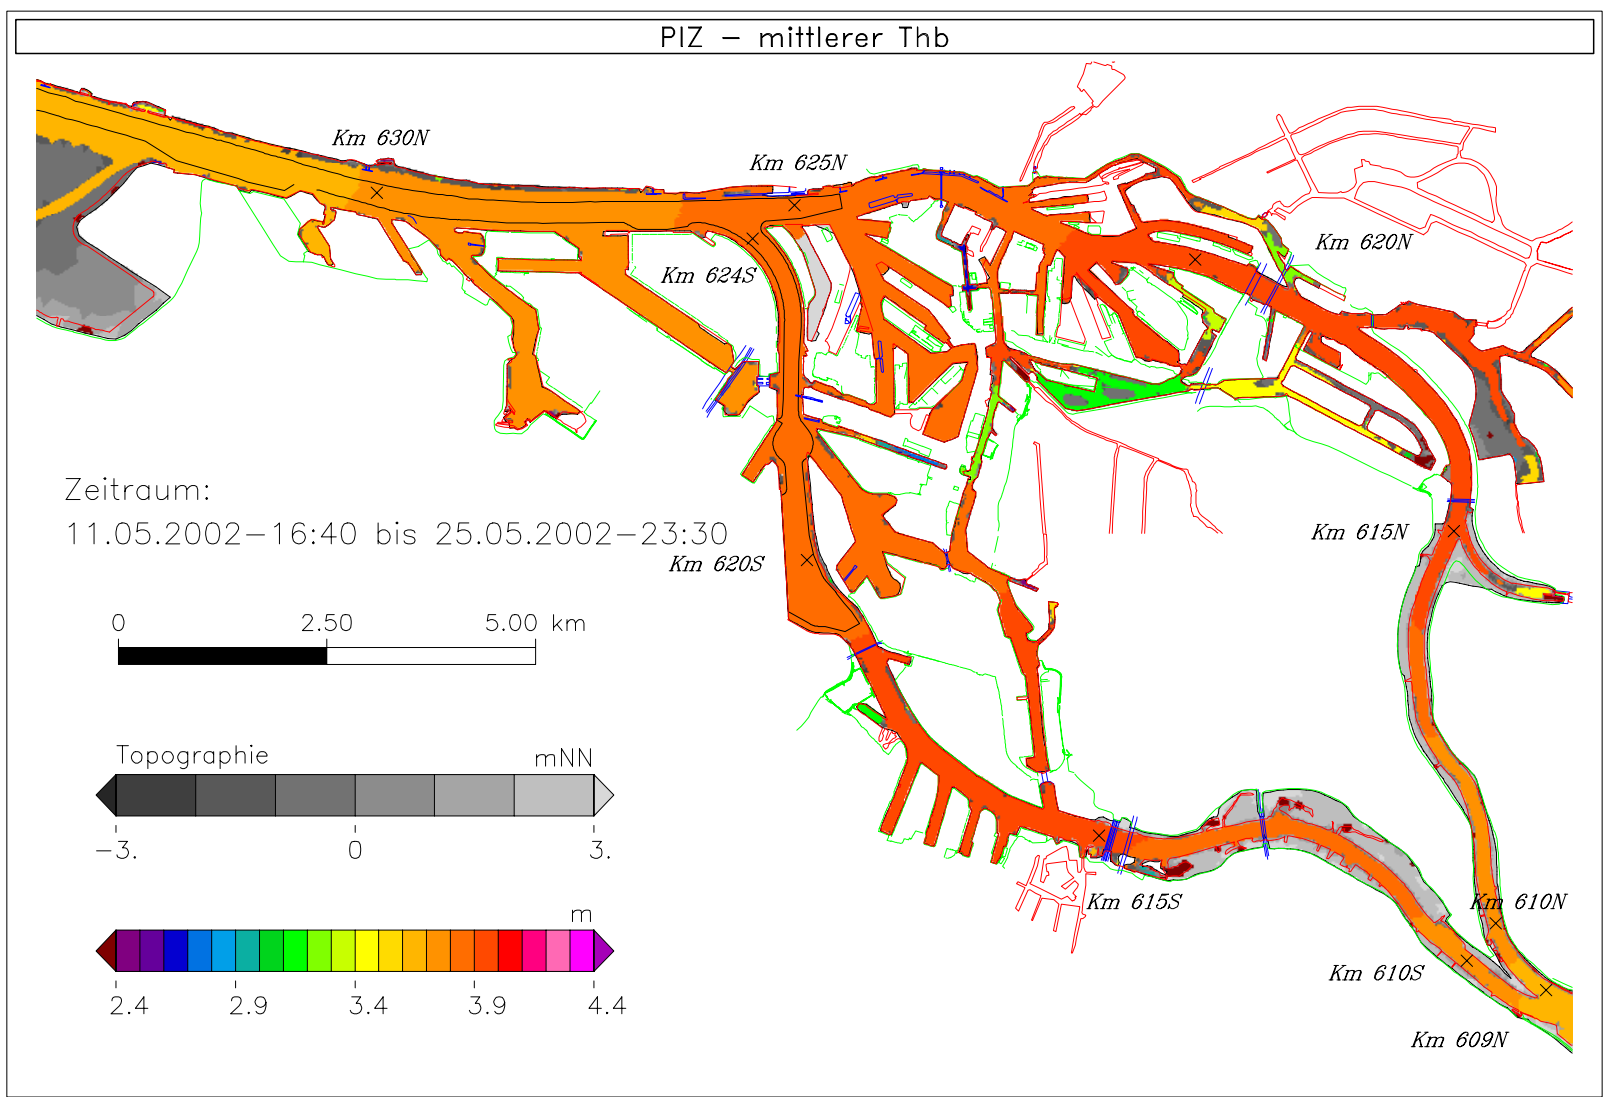 PIZ – mittlerer Thb
Km 630N
Km 625N
Km 620N
Km 624S
Zeitraum:
11.05.2002–16:40 bis 25.05.2002–23:30
Km 615N
Km 620S
0 2.50 5.00 km
Topographie mNN
–3. 0 3.
Km 615S
Km 610N
m
Km 610S
2.4 2.9 3.4 3.9 4.4
Km 609N